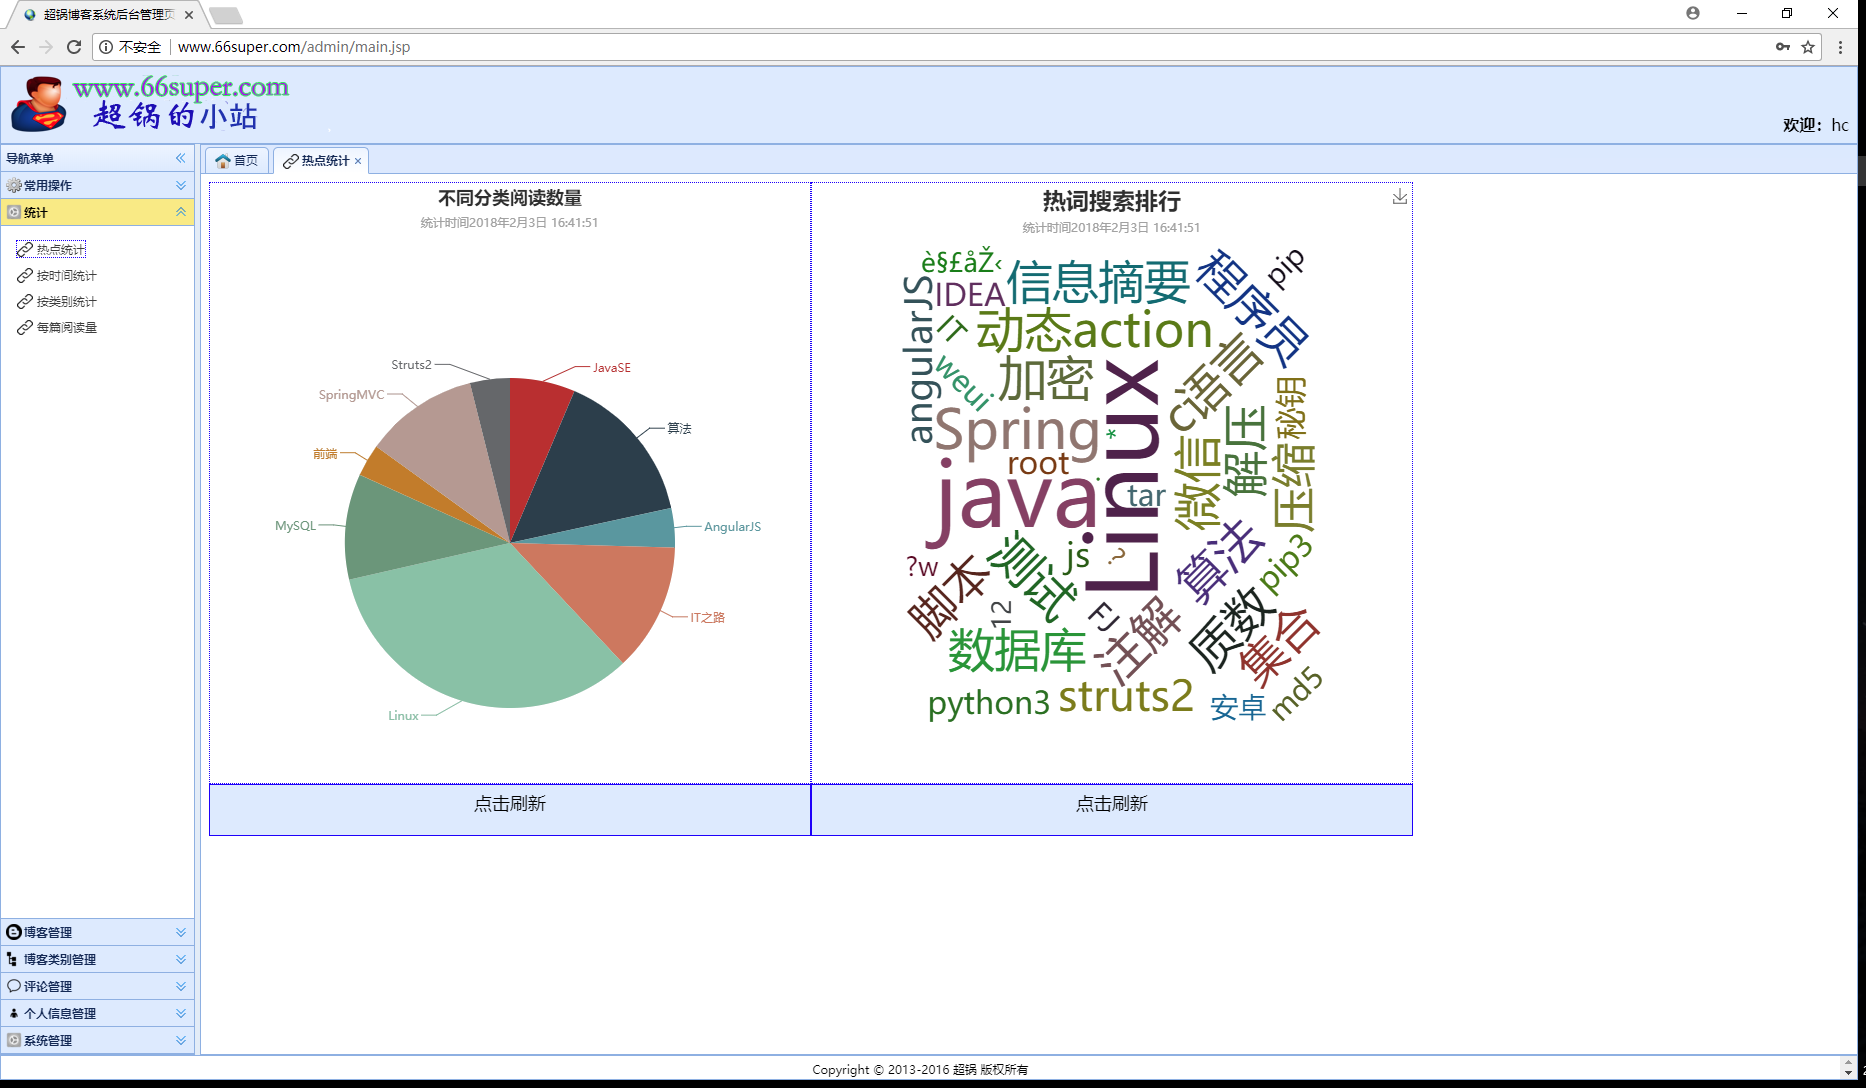 超锅博客系统后台管理页
不安全 www.66super.com/admin/main.jsp
www.66super.com
超锅的小站
欢迎：hc
导航菜单
常用操作
统计
热点统计
按时间统计
按类别统计
每篇阅读量
博客管理
博客类别管理
评论管理
个人信息管理
系统管理
首页
热点统计
不同分类阅读数量
统计时间2018年2月3日 16:41:51
Struts2
JavaSE
SpringMVC
算法
前端
MySQL
AngularJS
IT之路
Linux
点击刷新
热词搜索排行
统计时间2018年2月3日 16:41:51
è§£åŽ‹
信息摘要
程序员
pip
angularJS
IDEA
IT
动态action
weui
加密
C语言
Linux
Spring
*
秘钥
root
微信
解压
压缩
java
tar
?w
脚本
测试
js
?
算法
pip3
12
FJ
注解
质数
集合
数据库
python3
struts2
安卓
md5
点击刷新
Copyright © 2013-2016 超锅 版权所有